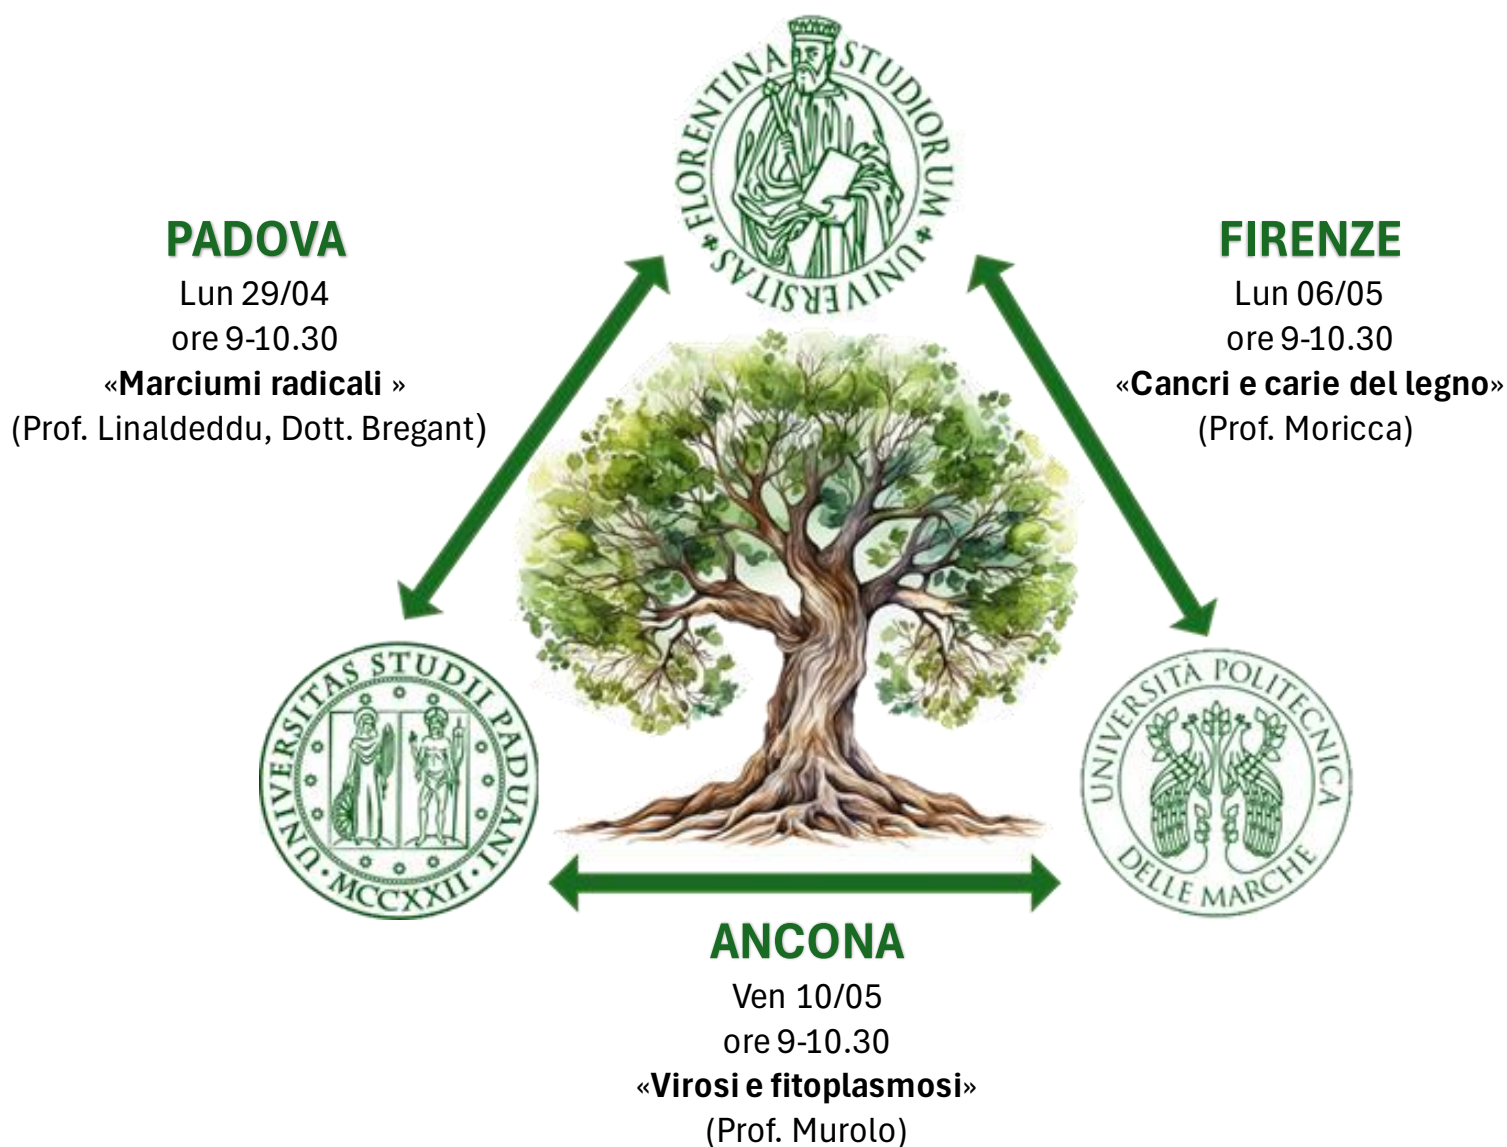 FLORENTINA STUDIORUM UNIVERSITAS
PADOVA
Lun 29/04
ore 9-10.30
«Marciumi radicali »
(Prof. Linaldeddu, Dott. Bregant)
FIRENZE
Lun 06/05
ore 9-10.30
«Cancri e carie del legno»
(Prof. Moricca)
UNIVERSITAS STUDII PADUANI
MCCXXII
UNIVERSITÀ POLITECNICA
DELLE MARCHE
ANCONA
Ven 10/05
ore 9-10.30
«Virosi e fitoplasmosi»
(Prof. Murolo)